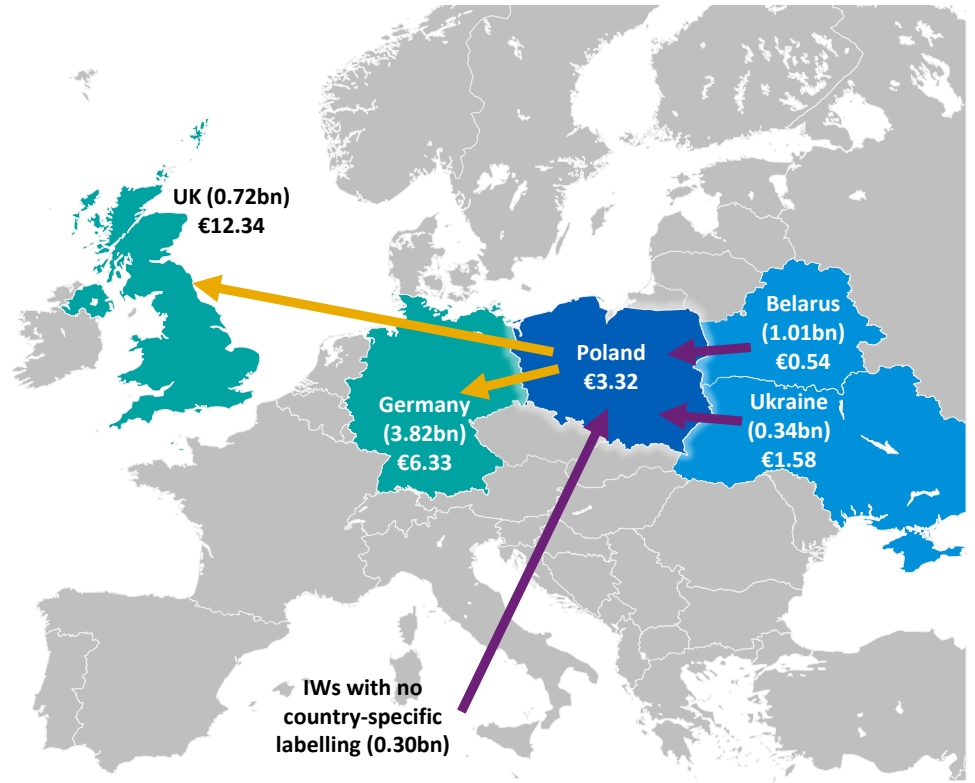 UK (0.72bn)
€12.34
Belarus
(1.01bn)
€0.54
Poland
€3.32
Germany
(3.82bn)
€6.33
Ukraine
(0.34bn)
€1.58
IWs with no
country-specific
labelling (0.30bn)